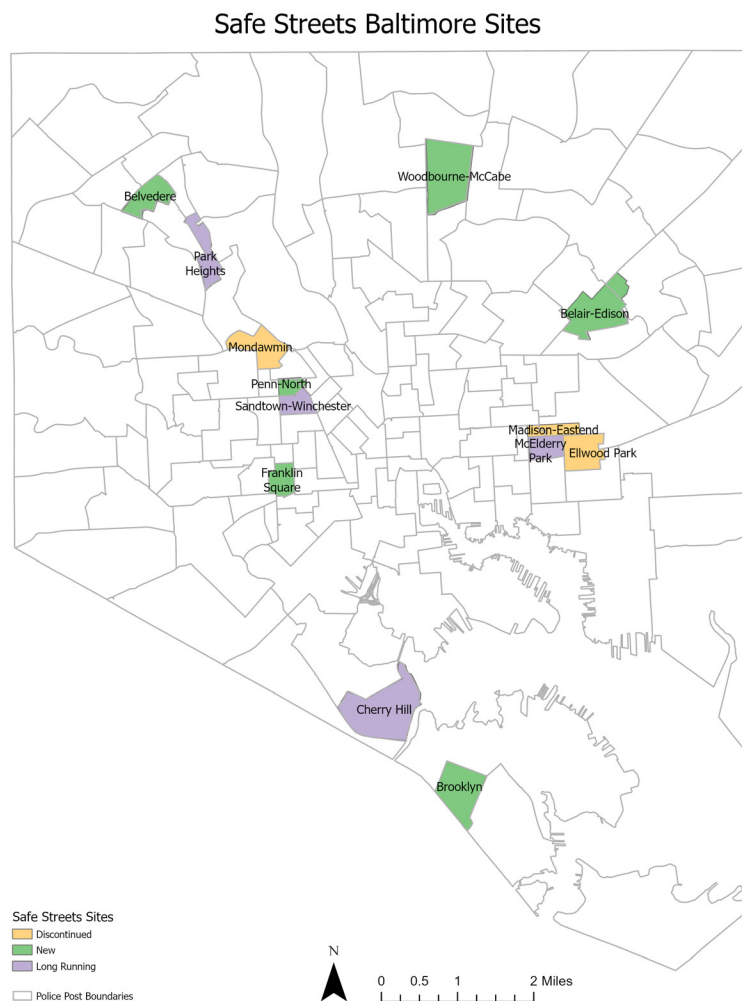 Safe Streets Baltimore Sites
Woodbourne-McCabe
Belvedere
Park
Heights
Belair-Edison
Mondawmin
Penn-North
Sandtown-Winchester
Madison-Eastend
McElderry
Park
Ellwood Park
Franklin
Square
Cherry Hill
Brooklyn
Safe Streets Sites
Discontinued
New
Long Running
Police Post Boundaries
N
0 0.5 1 2 Miles